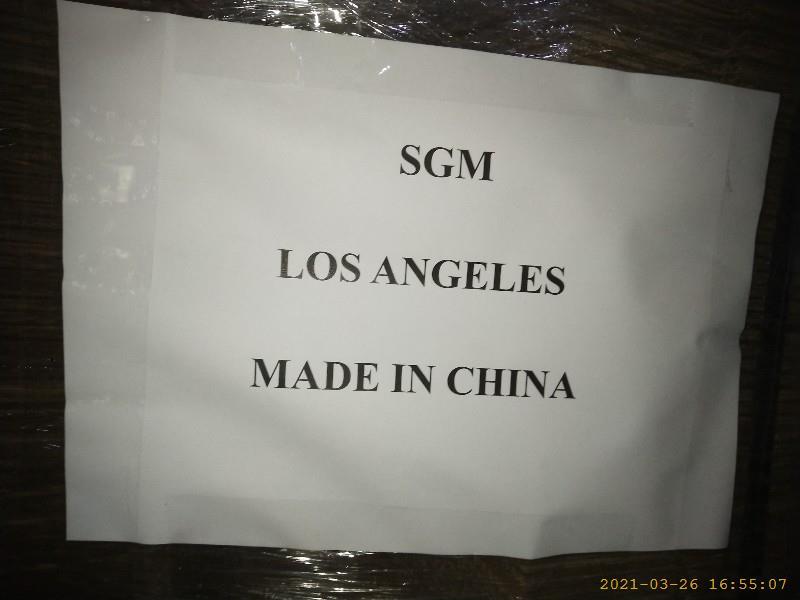 SGM
LOS ANGELES
MADE IN CHINA
2021-03-26 16:55:07